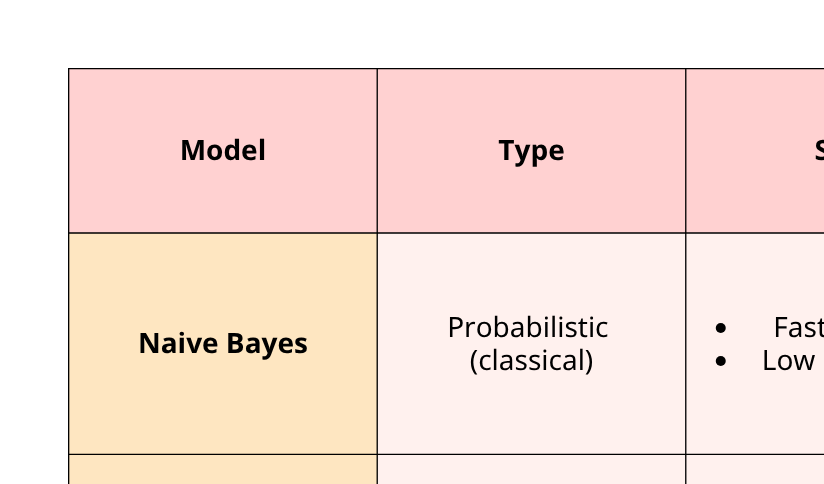 Model Type
Naive Bayes
Probabilistic
(classical)
• Fast
• Low